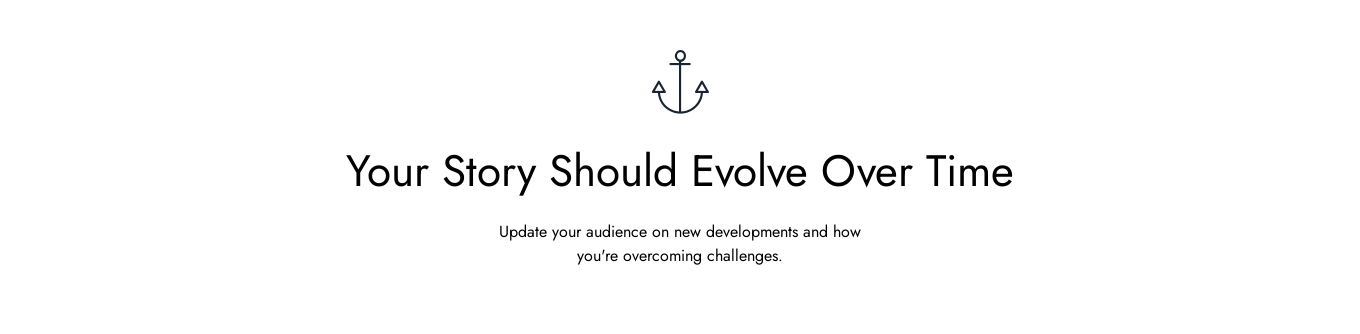 Your Story Should Evolve Over Time
Update your audience on new developments and how
you're overcoming challenges.